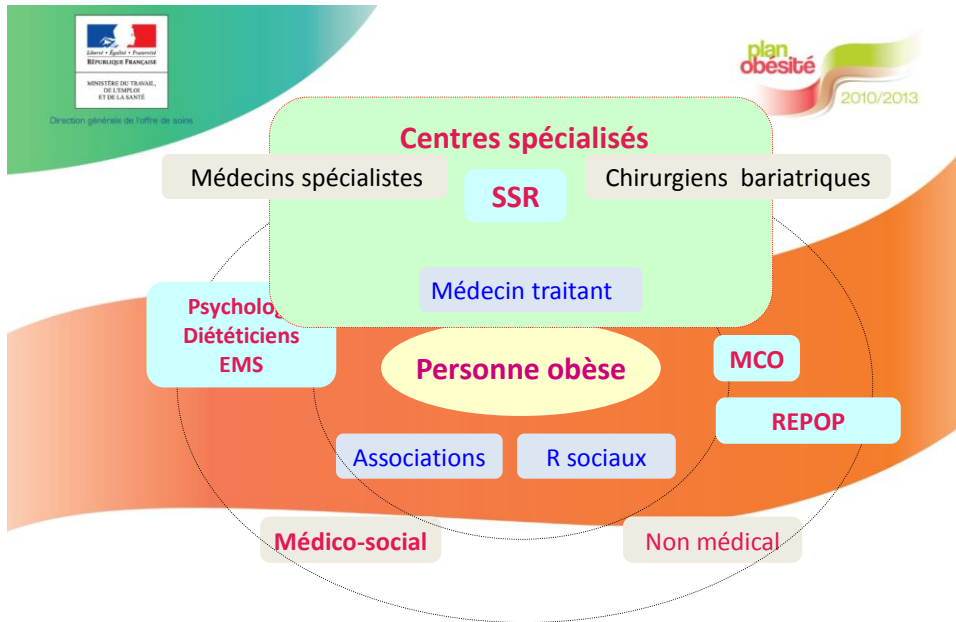 Liberté • Égalité • Fraternité
RÉPUBLIQUE FRANÇAISE
MINISTÈRE DU TRAVAIL,
DE L'EMPLOI
ET DE LA SANTÉ
Direction générale de l'offre de soins
plan
obésité
2010/2013
Centres spécialisés
Médecins spécialistes
Chirurgiens bariatriques
SSR
Médecin traitant
Diététiciens
EMS
Personne obèse
MCO
REPOP
Associations
R sociaux
Médico-social
Non médical